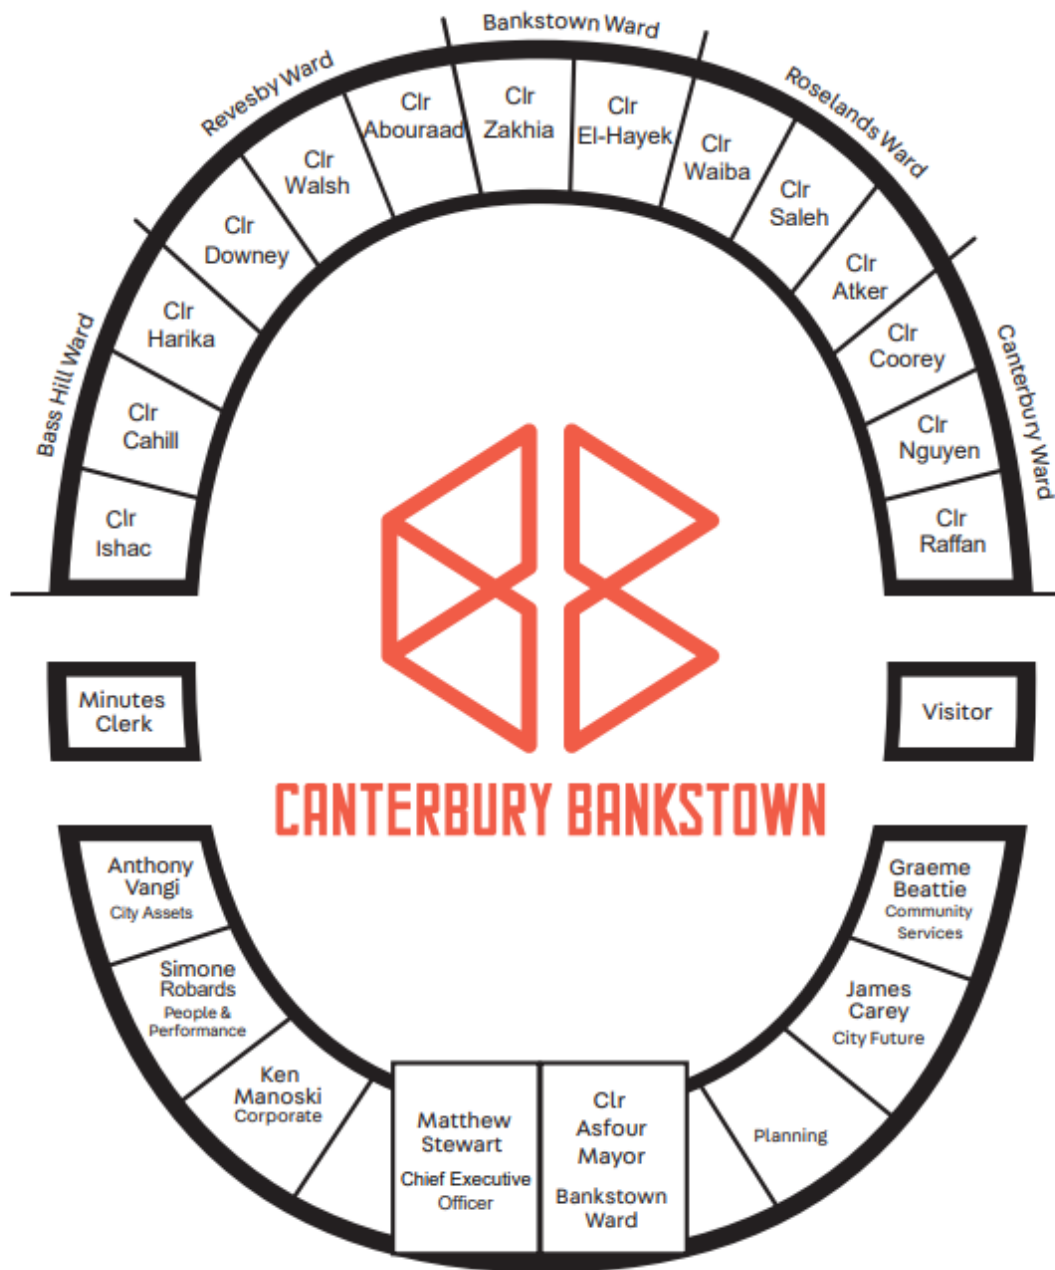 Bankstown Ward
Revesby Ward
Roselands Ward
Bass Hill Ward
Canterbury Ward
Clr
Ishac
Clr
Cahill
Clr
Harika
Clr
Downey
Clr
Walsh
Clr
Abouraad
Clr
Zakhia
Clr
El-Hayek
Clr
Waiba
Clr
Saleh
Clr
Atker
Clr
Coorey
Clr
Nguyen
Clr
Raffan
Minutes
Clerk
Visitor
CANTERBURY BANKSTOWN
Anthony
Vangi
City Assets
Simone
Robards
People &
Performance
Ken
Manoski
Corporate
Matthew
Stewart
Chief Executive
Officer
Clr
Asfour
Mayor
Bankstown
Ward
Planning
James
Carey
City Future
Graeme
Beattie
Community
Services